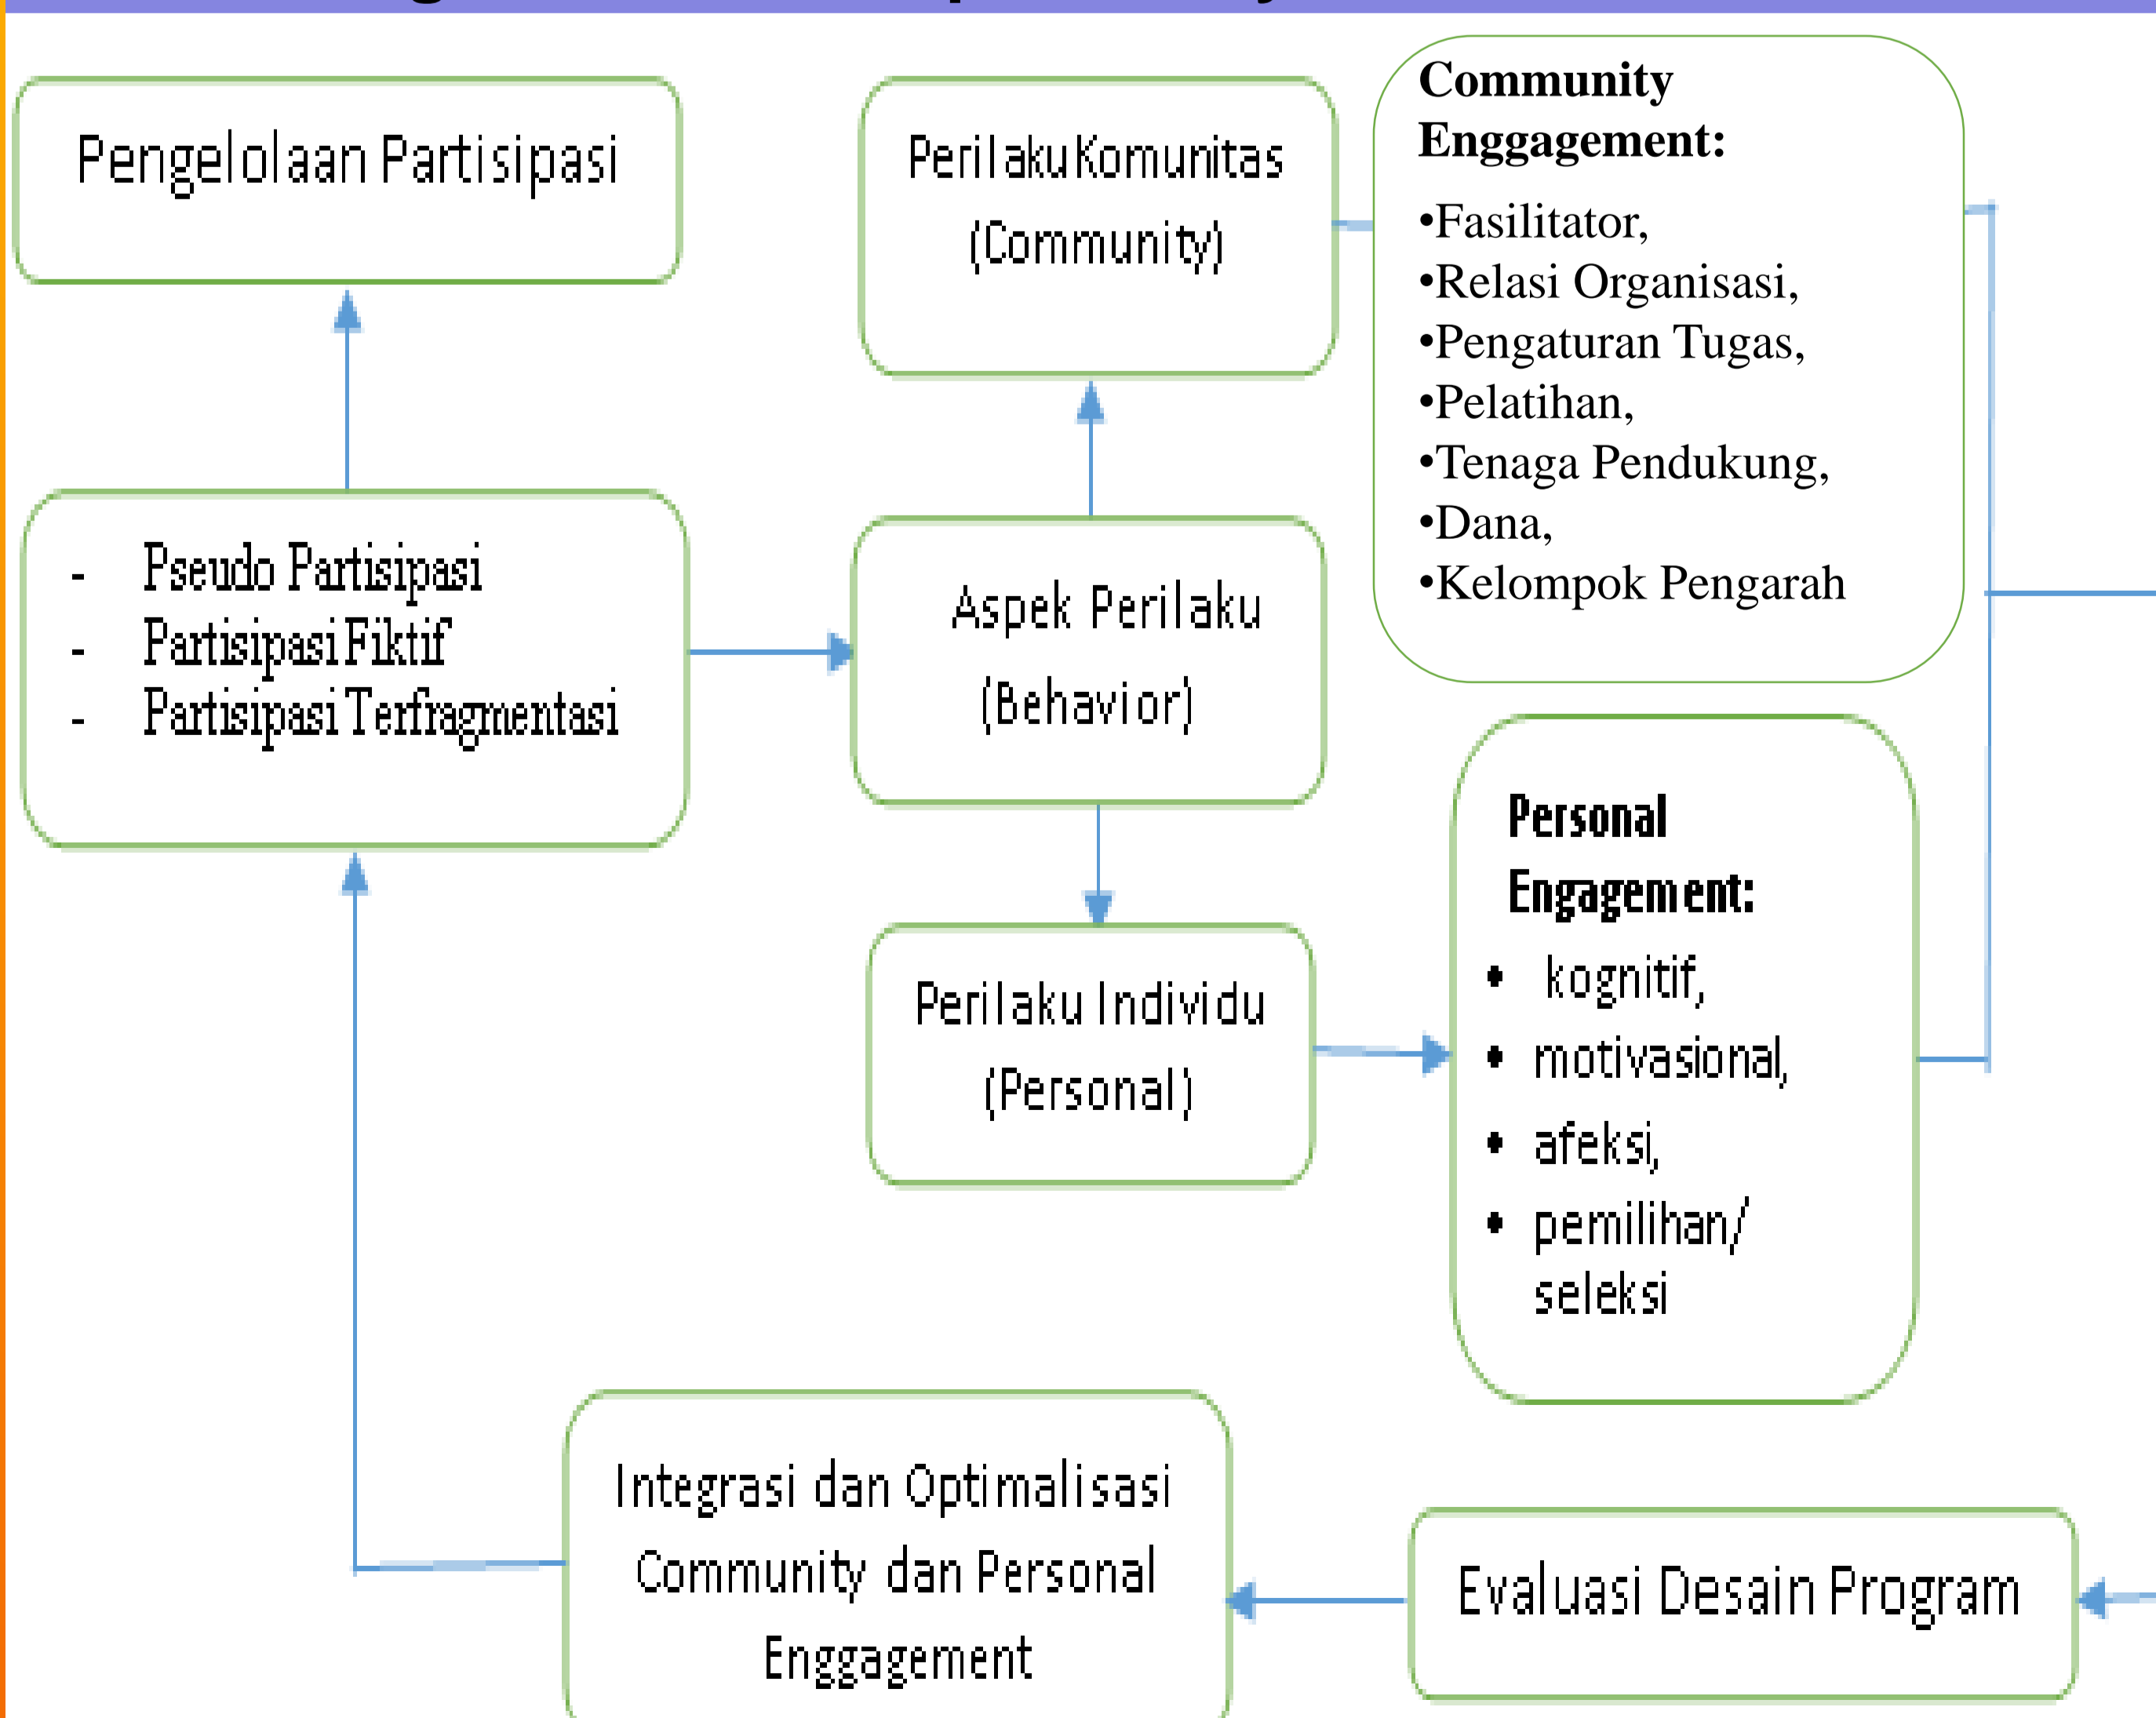 Pengelolaan Partisipasi
- Pseudo Partisipasi
- Partisipasi Fiktif
- Partisipasi Terfragmentasi
Perilaku Komunitas
(Community)
Aspek Perilaku
(Behavior)
Perilaku Individu
(Personal)
Community
Enggagement:
•Fasilitator,
•Relasi Organisasi,
•Pengaturan Tugas,
•Pelatihan,
•Tenaga Pendukung,
•Dana,
•Kelompok Pengarah
Personal
Engagement:
• kognitif,
• motivasional,
• afeksi,
• pemilihan/
seleksi
Integrasi dan Optimalisasi
Community dan Personal
Enggagement
Evaluasi Desain Program